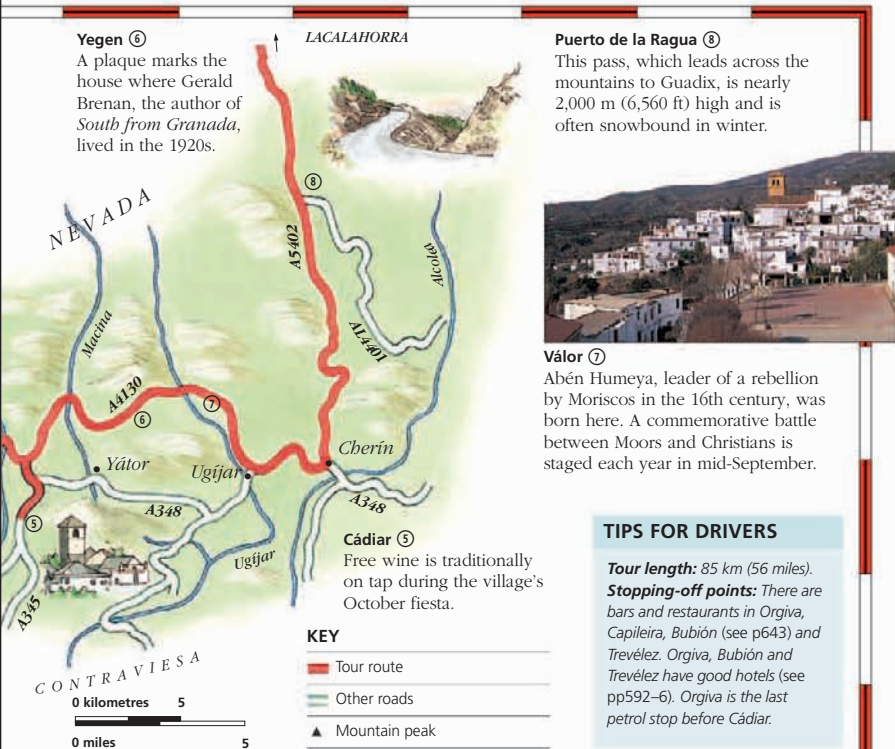 Yegen ⑥
A plaque marks the
house where Gerald
Brenan, the author of
South from Granada,
lived in the 1920s.
LACALAHORRA
Puerto de la Ragua ⑧
This pass, which leads across the
mountains to Guadix, is nearly
2,000 m (6,560 ft) high and is
often snowbound in winter.
NEVADA
⑧
A5402
Alcolea
AL4401
Macina
A4130
⑥
⑦
Válor ⑦
Abén Humeya, leader of a rebellion
by Moriscos in the 16th century, was
born here. A commemorative battle
between Moors and Christians is
staged each year in mid-September.
Yátor
Ugíjar
Cherín
A348
A348
⑤
Ugíjar
A345
Cádiar ⑤
Free wine is traditionally
on tap during the village's
October fiesta.
CONTRAVIESA
0 kilometres 5
0 miles 5
KEY
Tour route
Other roads
Mountain peak
TIPS FOR DRIVERS
Tour length: 85 km (56 miles).
Stopping-off points: There are
bars and restaurants in Orgiva,
Capileira, Bubión (see p643) and
Trevélez. Orgiva, Bubión and
Trevélez have good hotels (see
pp592–6). Orgiva is the last
petrol stop before Cádiar.